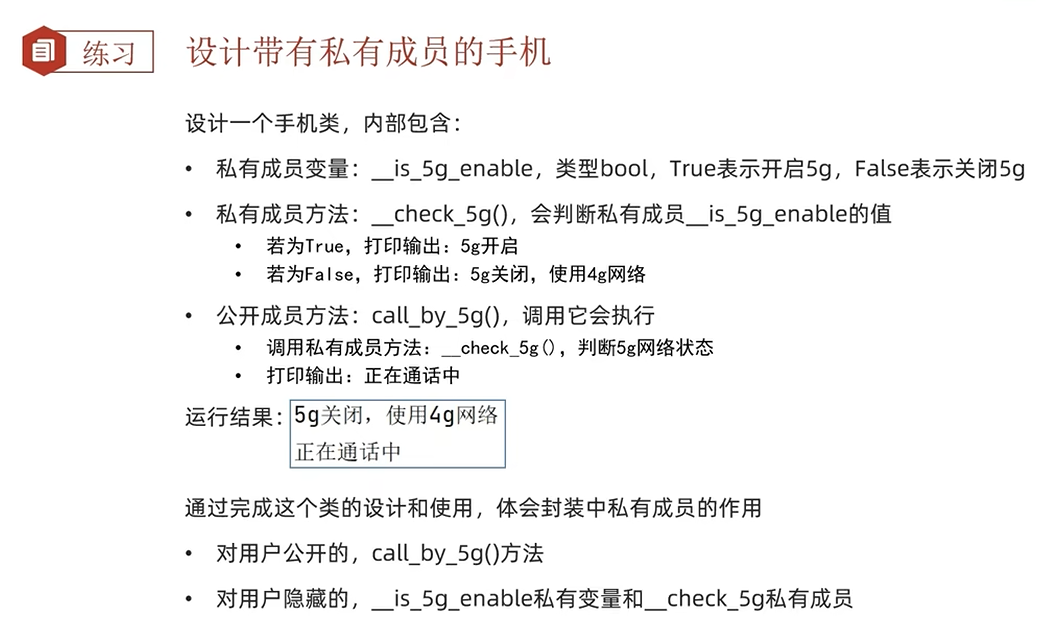 练习
设计带有私有成员的手机
设计一个手机类，内部包含：
• 私有成员变量：__is_5g_enable，类型bool，True表示开启5g，False表示关闭5g
• 私有成员方法：__check_5g()，会判断私有成员__is_5g_enable的值
• 若为True，打印输出：5g开启
• 若为False，打印输出：5g关闭，使用4g网络
• 公开成员方法：call_by_5g()，调用它会执行
• 调用私有成员方法：__check_5g()，判断5g网络状态
• 打印输出：正在通话中
运行结果：
5g关闭，使用4g网络
正在通话中
通过完成这个类的设计和使用，体会封装中私有成员的作用
• 对用户公开的，call_by_5g()方法
• 对用户隐藏的，__is_5g_enable私有变量和__check_5g私有成员